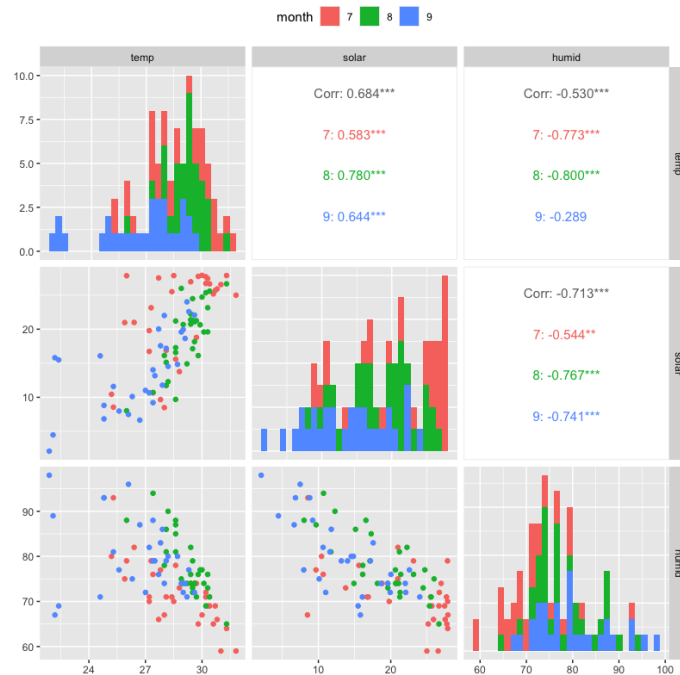 month 7 8 9
temp solar humid
10.0
7.5
5.0
2.5
0.0
Corr: 0.684***
7: 0.583***
8: 0.780***
9: 0.644***
Corr: -0.530***
7: -0.773***
8: -0.800***
9: -0.289
temp
20
10
Corr: -0.713***
7: -0.544**
8: -0.767***
9: -0.741***
solar
90
80
70
60
humid
24 27 30
10 20
60 70 80 90 100